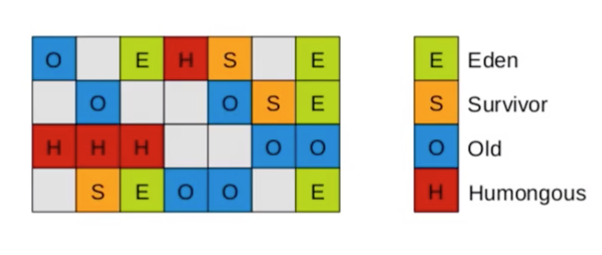 O E H S E
O O S E
H H H O O
S E O O E
E Eden
S Survivor
O Old
H Humongous